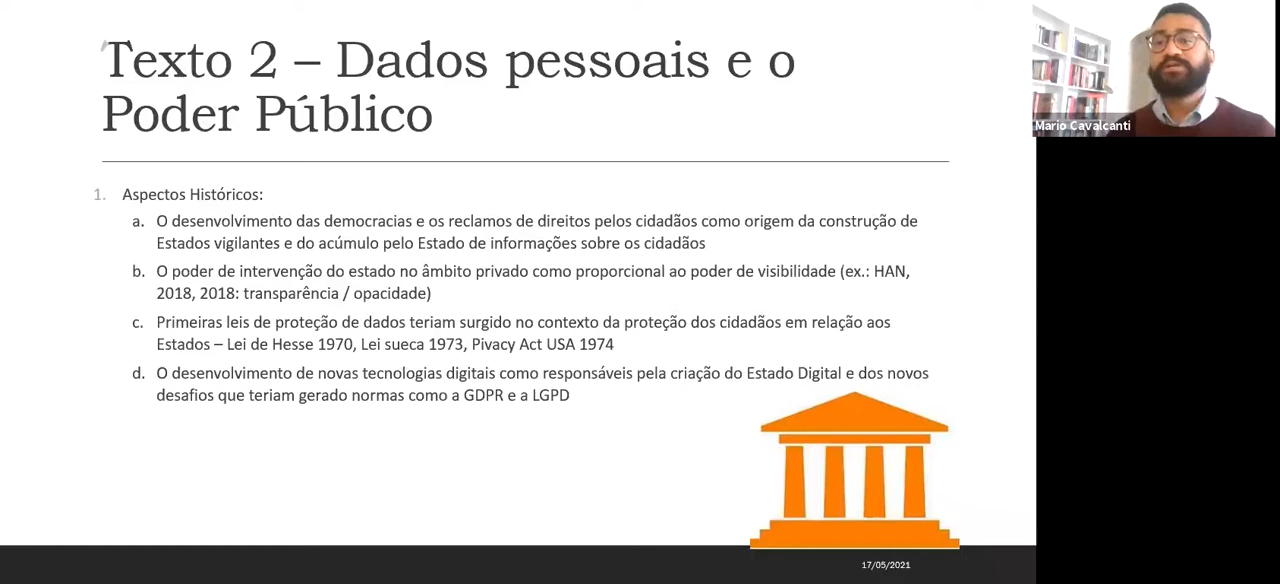 Texto 2 – Dados pessoais e o
Poder Público
Mario Cavalcanti
1. Aspectos Históricos:
a. O desenvolvimento das democracias e os reclamos de direitos pelos cidadãos como origem da construção de
Estados vigilantes e do acúmulo pelo Estado de informações sobre os cidadãos
b. O poder de intervenção do estado no âmbito privado como proporcional ao poder de visibilidade (ex.: HAN,
2018, 2018: transparência / opacidade)
c. Primeiras leis de proteção de dados teriam surgido no contexto da proteção dos cidadãos em relação aos
Estados – Lei de Hesse 1970, Lei sueca 1973, Pivacy Act USA 1974
d. O desenvolvimento de novas tecnologias digitais como responsáveis pela criação do Estado Digital e dos novos
desafios que teriam gerado normas como a GDPR e a LGPD
17/05/2021